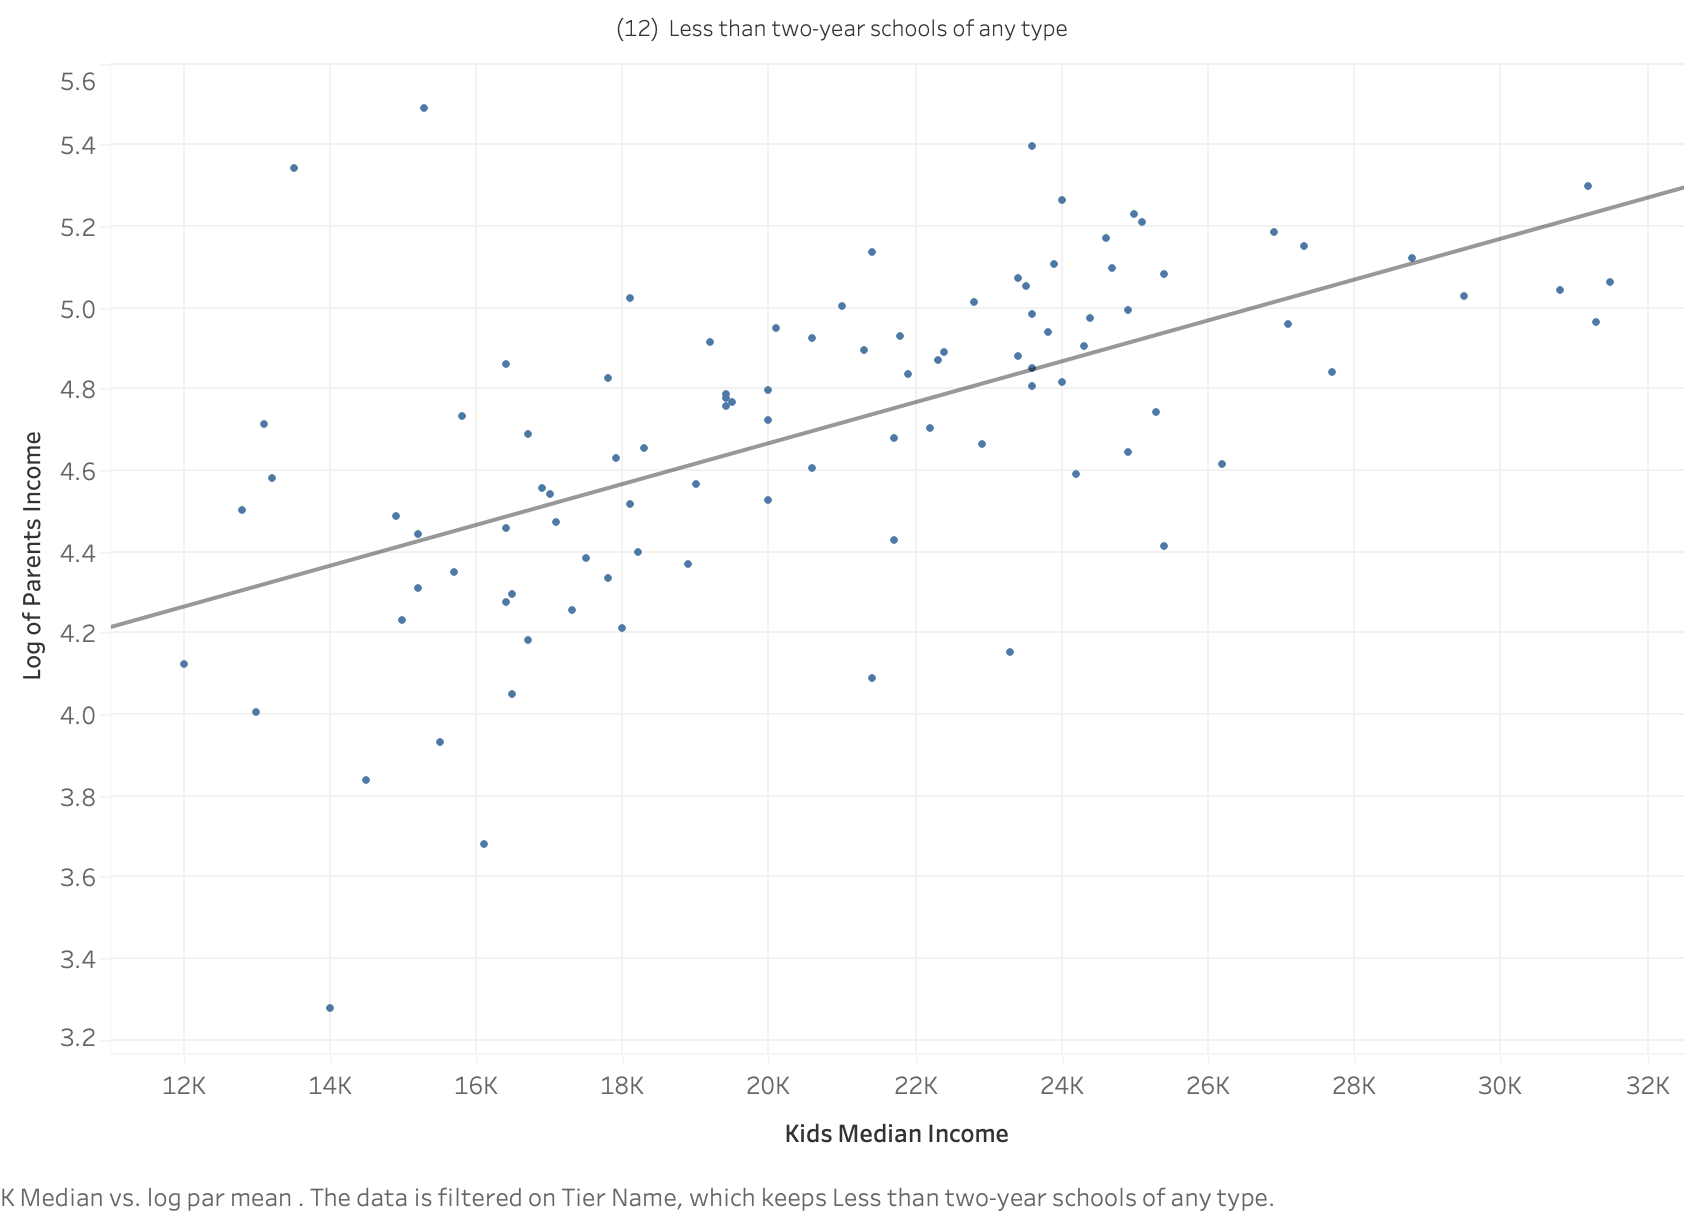 (12) Less than two-year schools of any type
5.6
5.4
5.2
5.0
4.8
4.6
4.4
4.2
4.0
3.8
3.6
3.4
3.2
Log of Parents Income
12K 14K 16K 18K 20K 22K 24K 26K 28K 30K 32K
Kids Median Income
K Median vs. log par mean . The data is filtered on Tier Name, which keeps Less than two-year schools of any type.